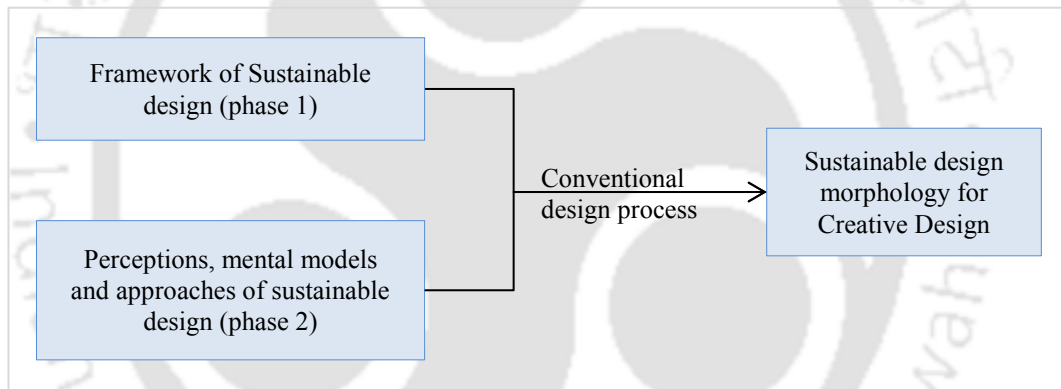 Framework of Sustainable
design (phase 1)
Perceptions, mental models
and approaches of sustainable
design (phase 2)
Conventional
design process
Sustainable design
morphology for
Creative Design